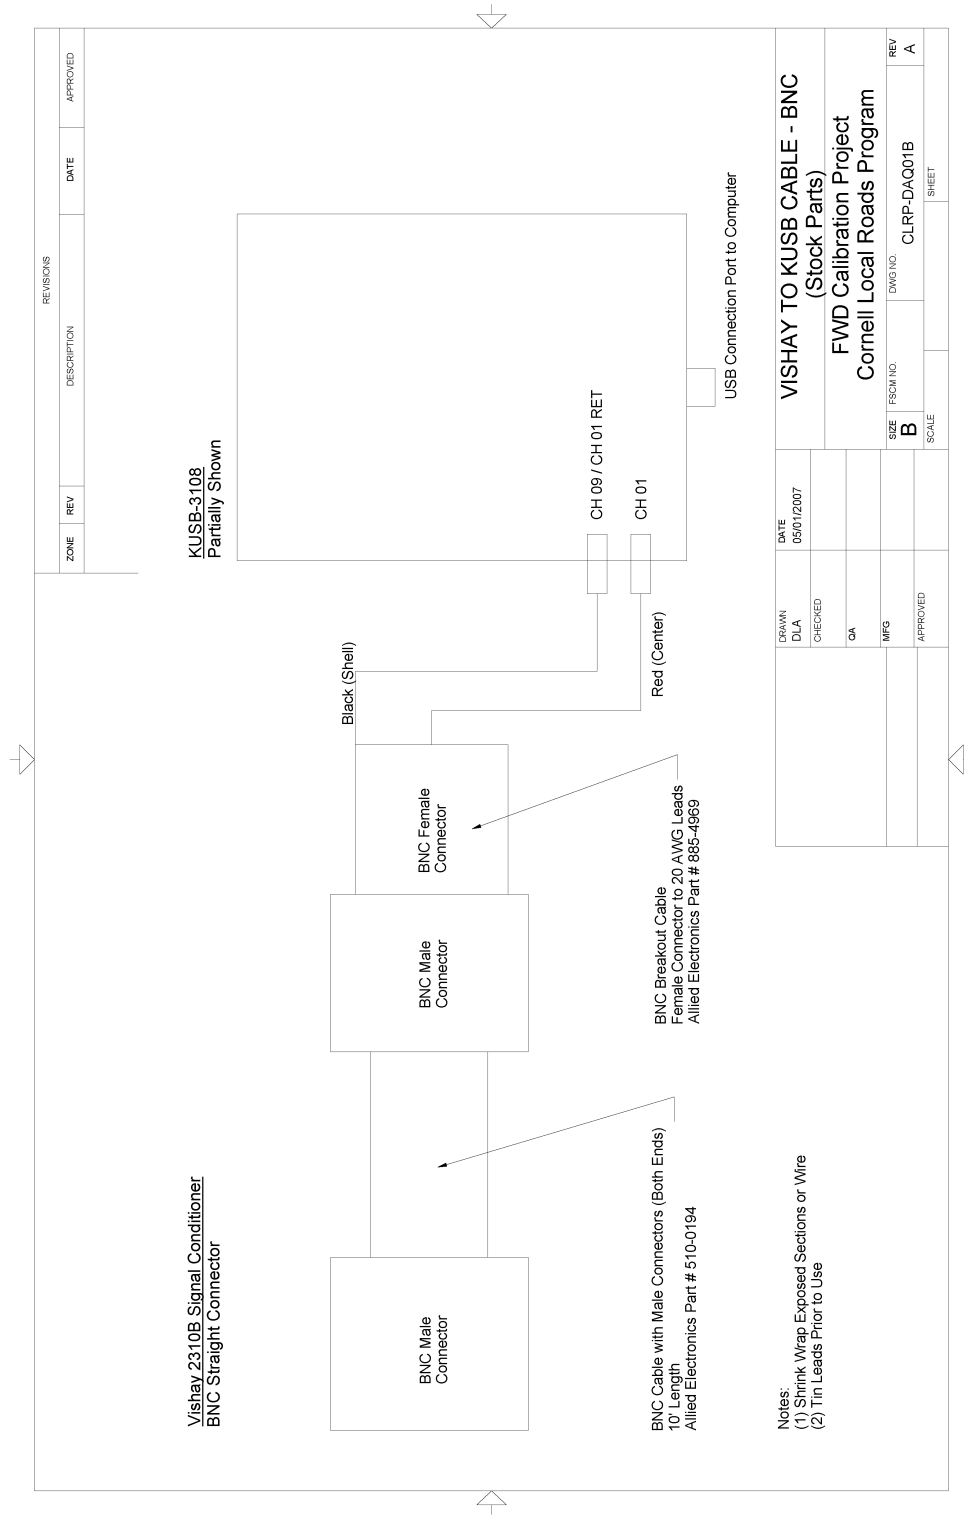 REVISIONS
ZONE
REV
DESCRIPTION
DATE
APPROVED
Vishay 2310B Signal Conditioner
BNC Straight Connector
KUSB-3108
Partially Shown
BNC Male
Connector
BNC Male
Connector
BNC Female
Connector
Black (Shell)
Red (Center)
CH 09 / CH 01 RET
CH 01
USB Connection Port to Computer
BNC Cable with Male Connectors (Both Ends)
10' Length
Allied Electronics Part # 510-0194
BNC Breakout Cable
Female Connector to 20 AWG Leads
Allied Electronics Part # 885-4969
Notes:
(1) Shrink Wrap Exposed Sections or Wire
(2) Tin Leads Prior to Use
DRAWN
DLA
DATE
05/01/2007
CHECKED
QA
MFG
APPROVED
VISHAY TO KUSB CABLE - BNC
(Stock Parts)
FWD Calibration Project
Cornell Local Roads Program
SIZE
B
FSCM NO.
DWG NO.
CLRP-DAQ01B
REV
A
SCALE
SHEET